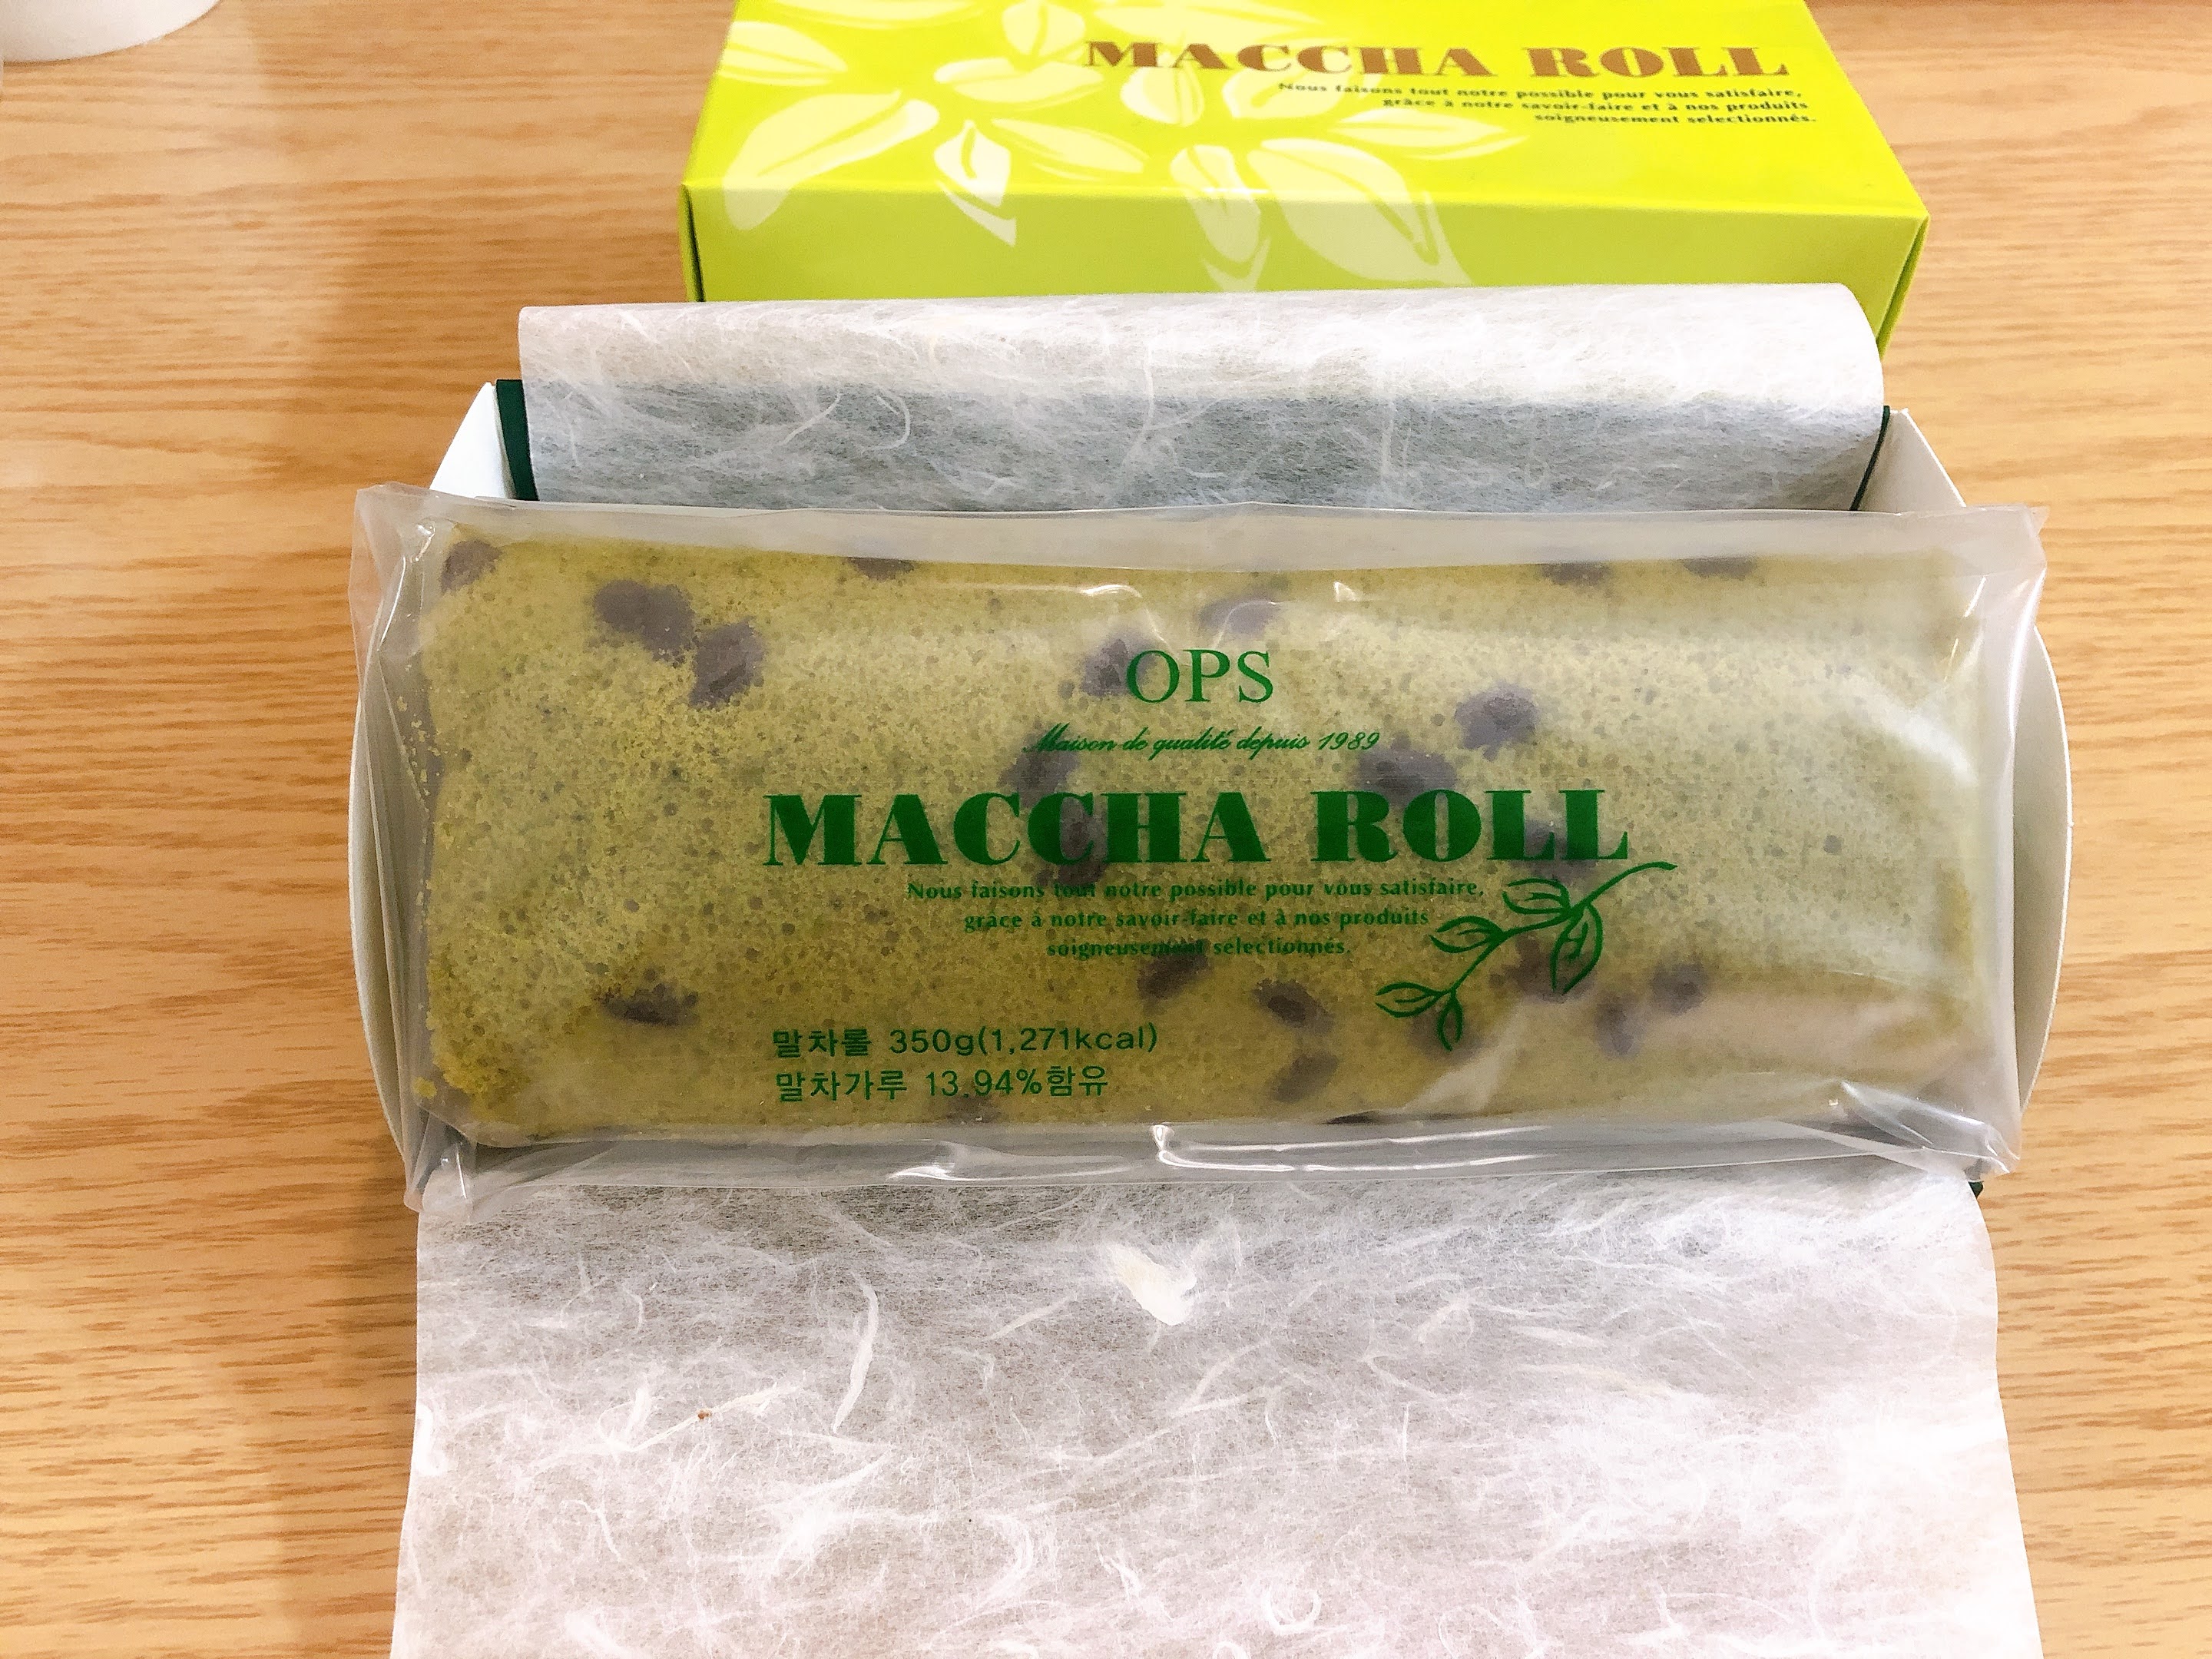 MACCHA ROLL
Nous faisons tout notre possible pour vous satisfaire,
grâce à notre savoir-faire et à nos produits
soigneusement selectionnés.
OPS
Maison de qualité depuis 1989
MACCHA ROLL
Nous faisons tout notre possible pour vous satisfaire,
grâce à notre savoir-faire et à nos produits
soigneusement selectionnés.
말차롤 350g(1,271kcal)
말차가루 13.94%함유